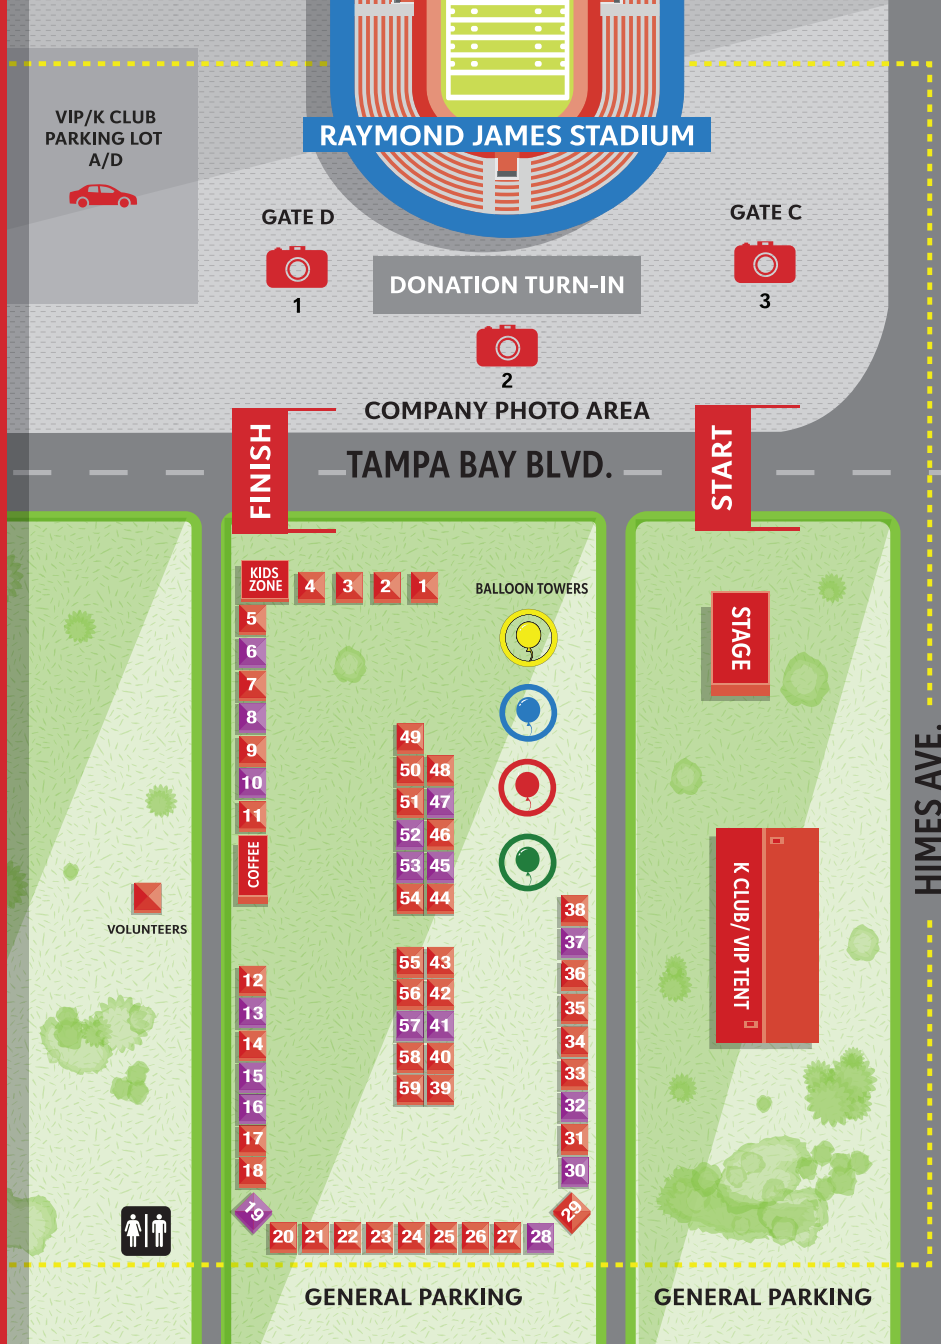 VIP/K CLUB
PARKING LOT
A/D
RAYMOND JAMES STADIUM
GATE D
GATE C
1
DONATION TURN-IN
3
2
COMPANY PHOTO AREA
FINISH
TAMPA BAY BLVD.
START
KIDS
ZONE
4 3 2 1
BALLOON TOWERS
5
6
7
8
9
10
11
COFFEE
STAGE
HIMES AVE.
49
50 48
51 47
52 46
53 45
54 44
K CLUB/ VIP TENT
VOLUNTEERS
38
37
36
35
34
33
32
31
30
55 43
56 42
57 41
58 40
59 39
12
13
14
15
16
17
18
19
29
20 21 22 23 24 25 26 27 28
GENERAL PARKING
GENERAL PARKING